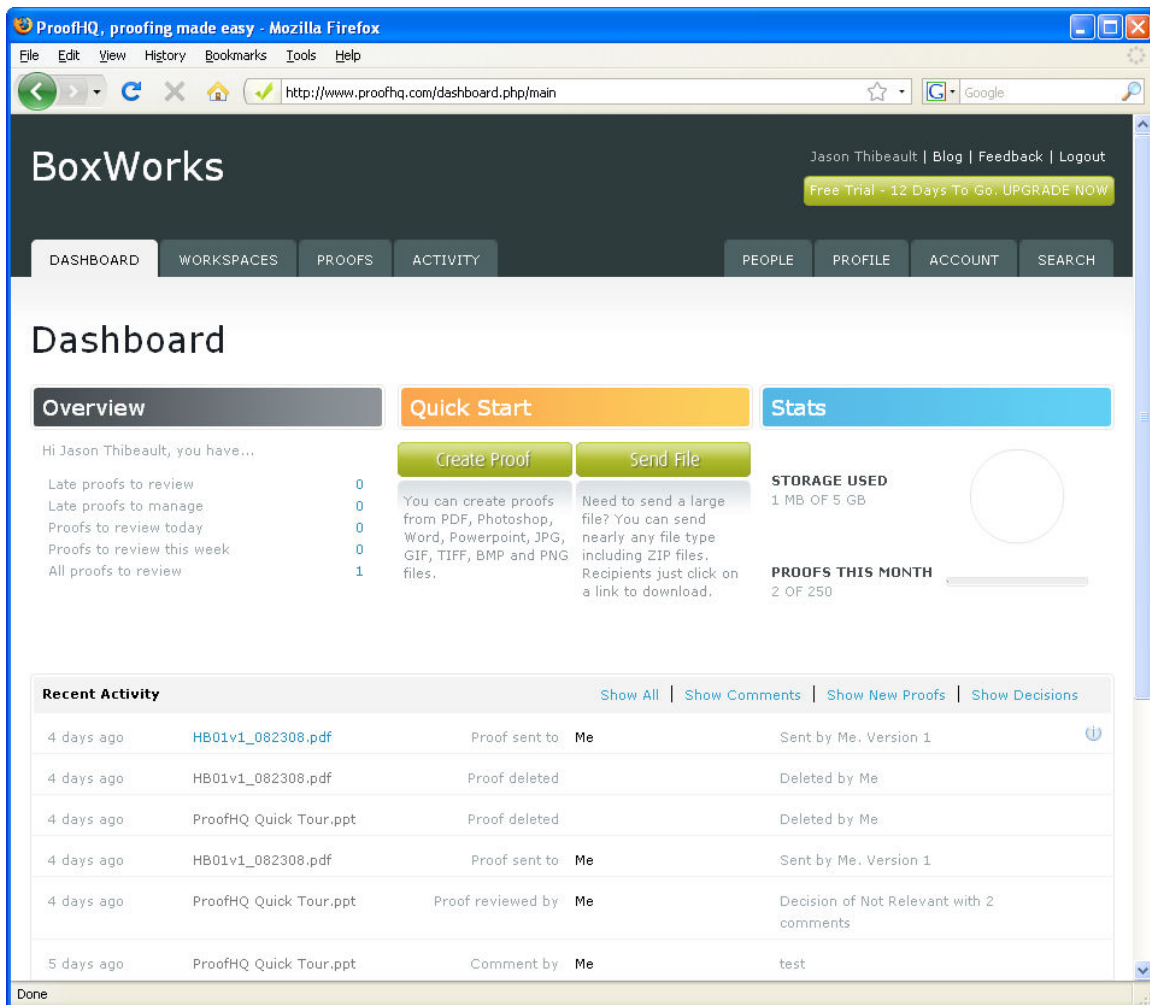 ProofHQ, proofing made easy - Mozilla Firefox
File Edit View History Bookmarks Tools Help
http://www.proofhq.com/dashboard.php/main
G Google
BoxWorks
Jason Thibeault | Blog | Feedback | Logout
Free Trial - 12 Days To Go. UPGRADE NOW
DASHBOARD WORKSPACES PROOFS ACTIVITY PEOPLE PROFILE ACCOUNT SEARCH
Dashboard
Overview
Hi Jason Thibeault, you have...
Late proofs to review 0
Late proofs to manage 0
Proofs to review today 0
Proofs to review this week 0
All proofs to review 1
Quick Start
Create Proof
You can create proofs
from PDF, Photoshop,
Word, Powerpoint, JPG,
GIF, TIFF, BMP and PNG
files.
Send File
Need to send a large
file? You can send
nearly any file type
including ZIP files.
Recipients just click on
a link to download.
Stats
STORAGE USED
1 MB OF 5 GB
PROOFS THIS MONTH
2 OF 250
Recent Activity Show All | Show Comments | Show New Proofs | Show Decisions
4 days ago HB01v1_082308.pdf Proof sent to Me Sent by Me. Version 1
4 days ago HB01v1_082308.pdf Proof deleted Deleted by Me
4 days ago ProofHQ Quick Tour.ppt Proof deleted Deleted by Me
4 days ago HB01v1_082308.pdf Proof sent to Me Sent by Me. Version 1
4 days ago ProofHQ Quick Tour.ppt Proof reviewed by Me Decision of Not Relevant with 2
comments
5 days ago ProofHQ Quick Tour.ppt Comment by Me test
Done